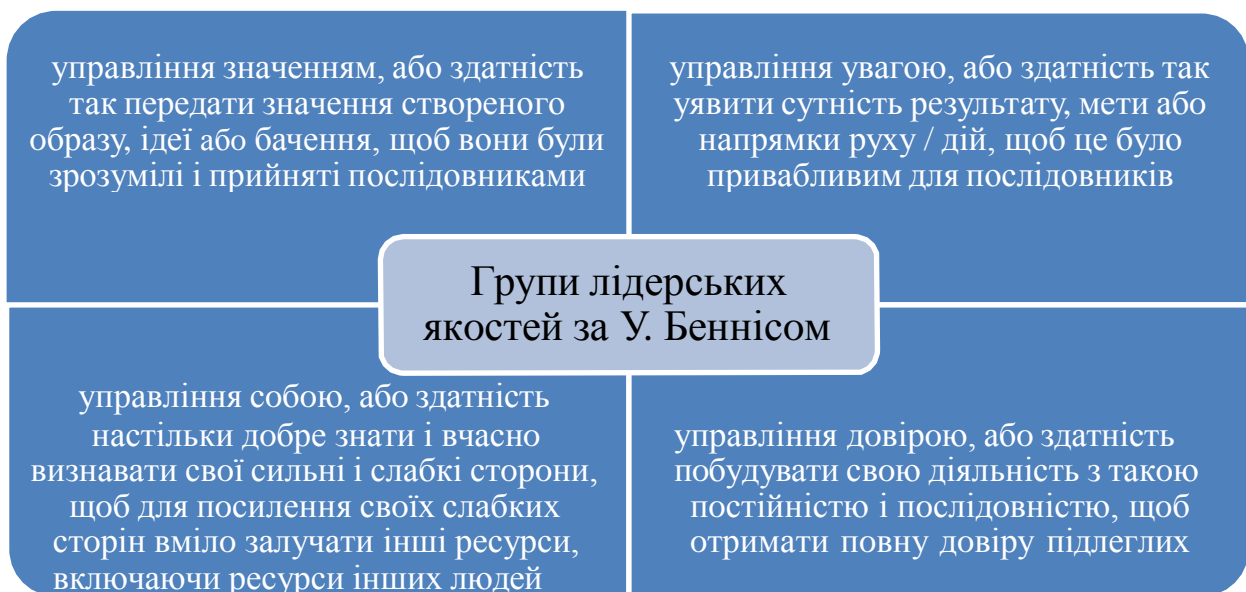 управління значенням, або здатність
так передати значення створеного
образу, ідеї або бачення, щоб вони були
зрозумілі і прийняті послідовниками
управління увагою, або здатність так
уявити сутність результату, мети або
напрямки руху / дій, щоб це було
привабливим для послідовників
Групи лідерських
якостей за У. Беннісом
управління собою, або здатність
настільки добре знати і вчасно
визнавати свої сильні і слабкі сторони,
щоб для посилення своїх слабких
сторін вміло залучати інші ресурси,
включаючи ресурси інших людей
управління довірою, або здатність
побудувати свою діяльність з такою
постійністю і послідовністю, щоб
отримати повну довіру підлеглих